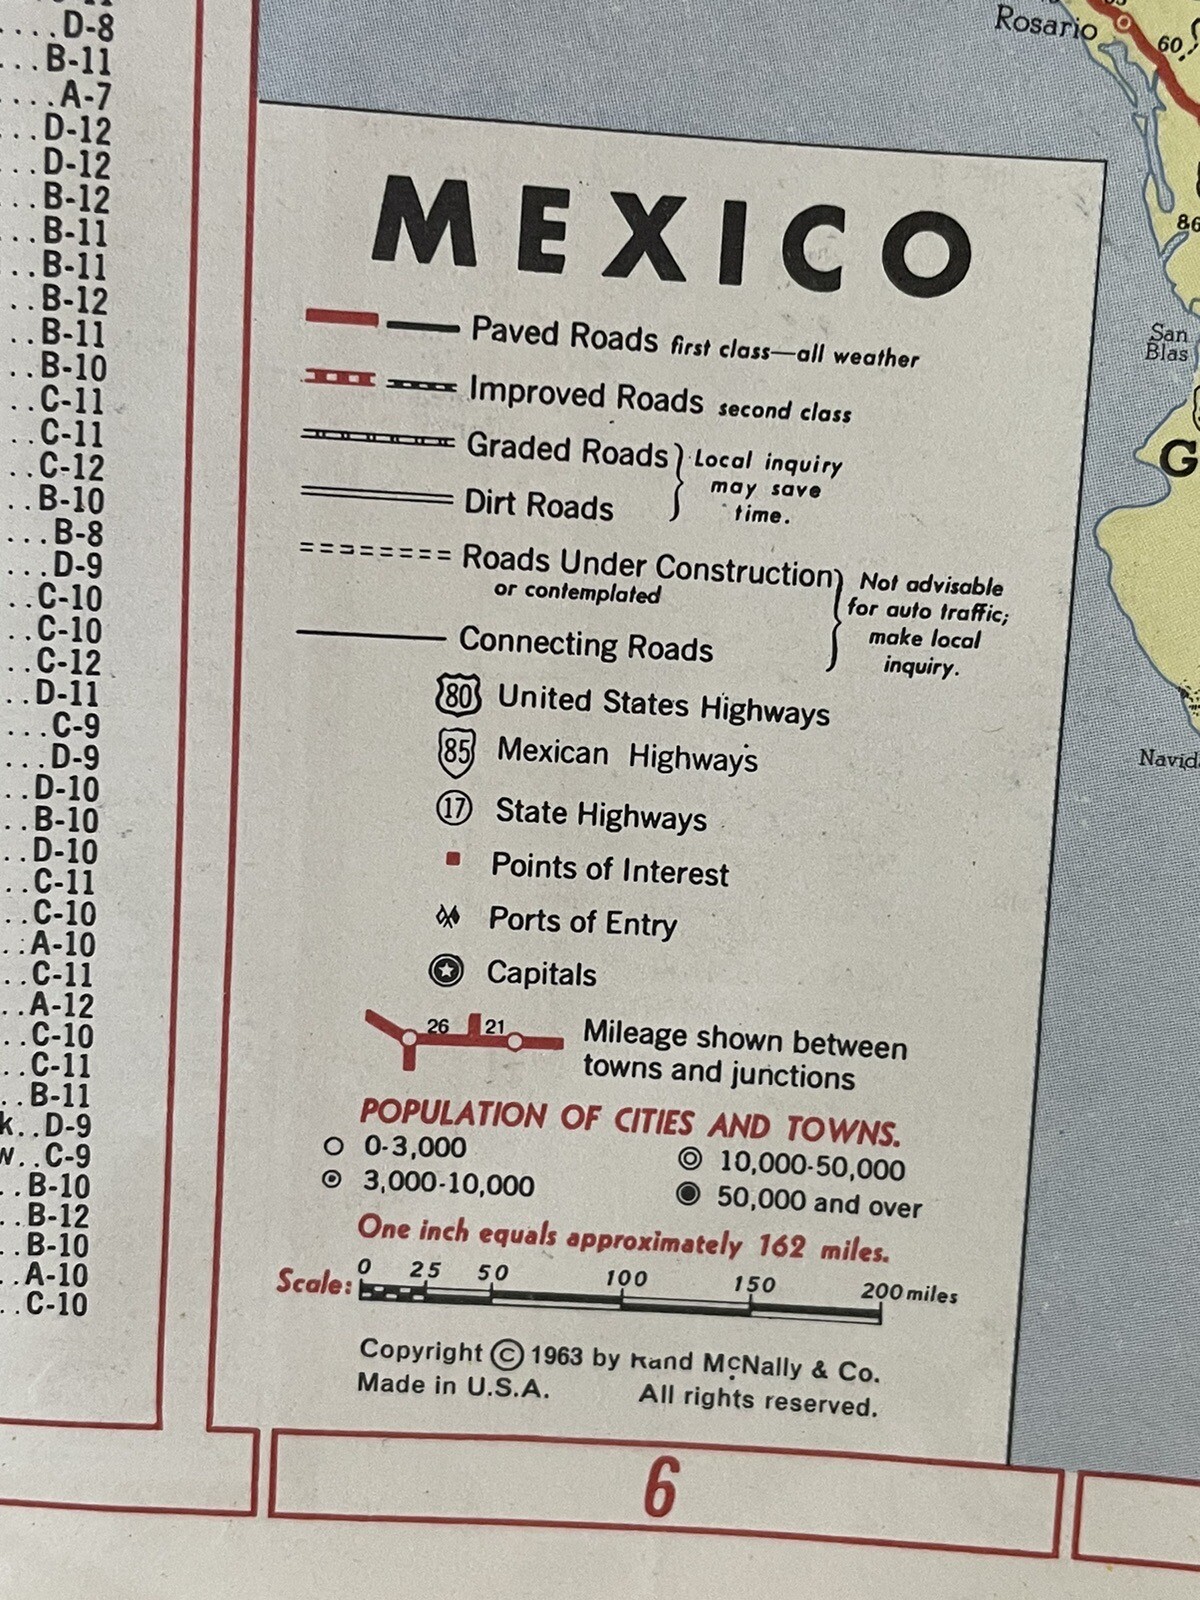 D-8
B-11
A-7
D-12
D-12
B-12
B-11
B-11
B-12
B-11
B-10
C-11
C-11
C-12
B-10
B-8
D-9
C-10
C-10
C-12
D-11
C-9
D-9
D-10
B-10
D-10
C-11
C-10
A-10
C-11
A-12
C-10
C-11
B-11
k..D-9
w..C-9
B-10
B-12
B-10
A-10
C-10
MEXICO
Paved Roads first class—all weather
Improved Roads second class
Graded Roads
Dirt Roads
Local inquiry
may save
time.
Roads Under Construction
or contemplated
Connecting Roads
Not advisable
for auto traffic;
make local
inquiry.
80 United States Highways
85 Mexican Highways
17 State Highways
Points of Interest
Ports of Entry
Capitals
26 21
Mileage shown between
towns and junctions
POPULATION OF CITIES AND TOWNS.
0-3,000
3,000-10,000
10,000-50,000
50,000 and over
One inch equals approximately 162 miles.
Scale: 0 25 50 100 150 200 miles
Copyright © 1963 by Rand McNally & Co.
Made in U.S.A. All rights reserved.
6
Rosario
60
86
San
Blas
G
Navid